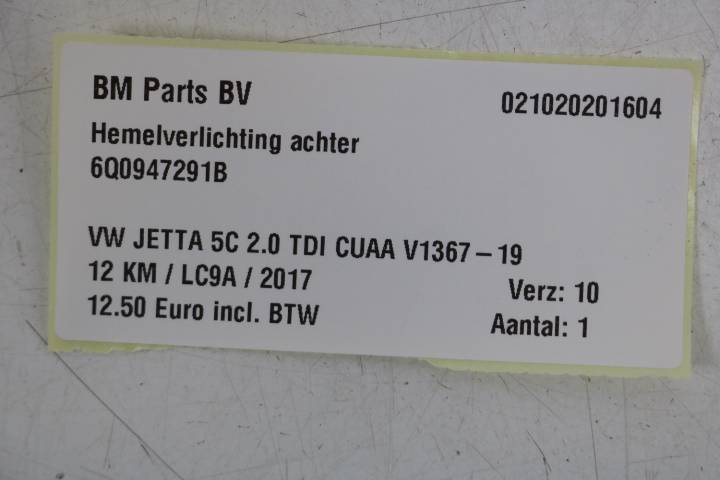 BM Parts BV 021020201604
Hemelverlichting achter
6Q0947291B
VW JETTA 5C 2.0 TDI CUAA V1367-19
12 KM / LC9A / 2017 Verz: 10
12.50 Euro incl. BTW Aantal: 1